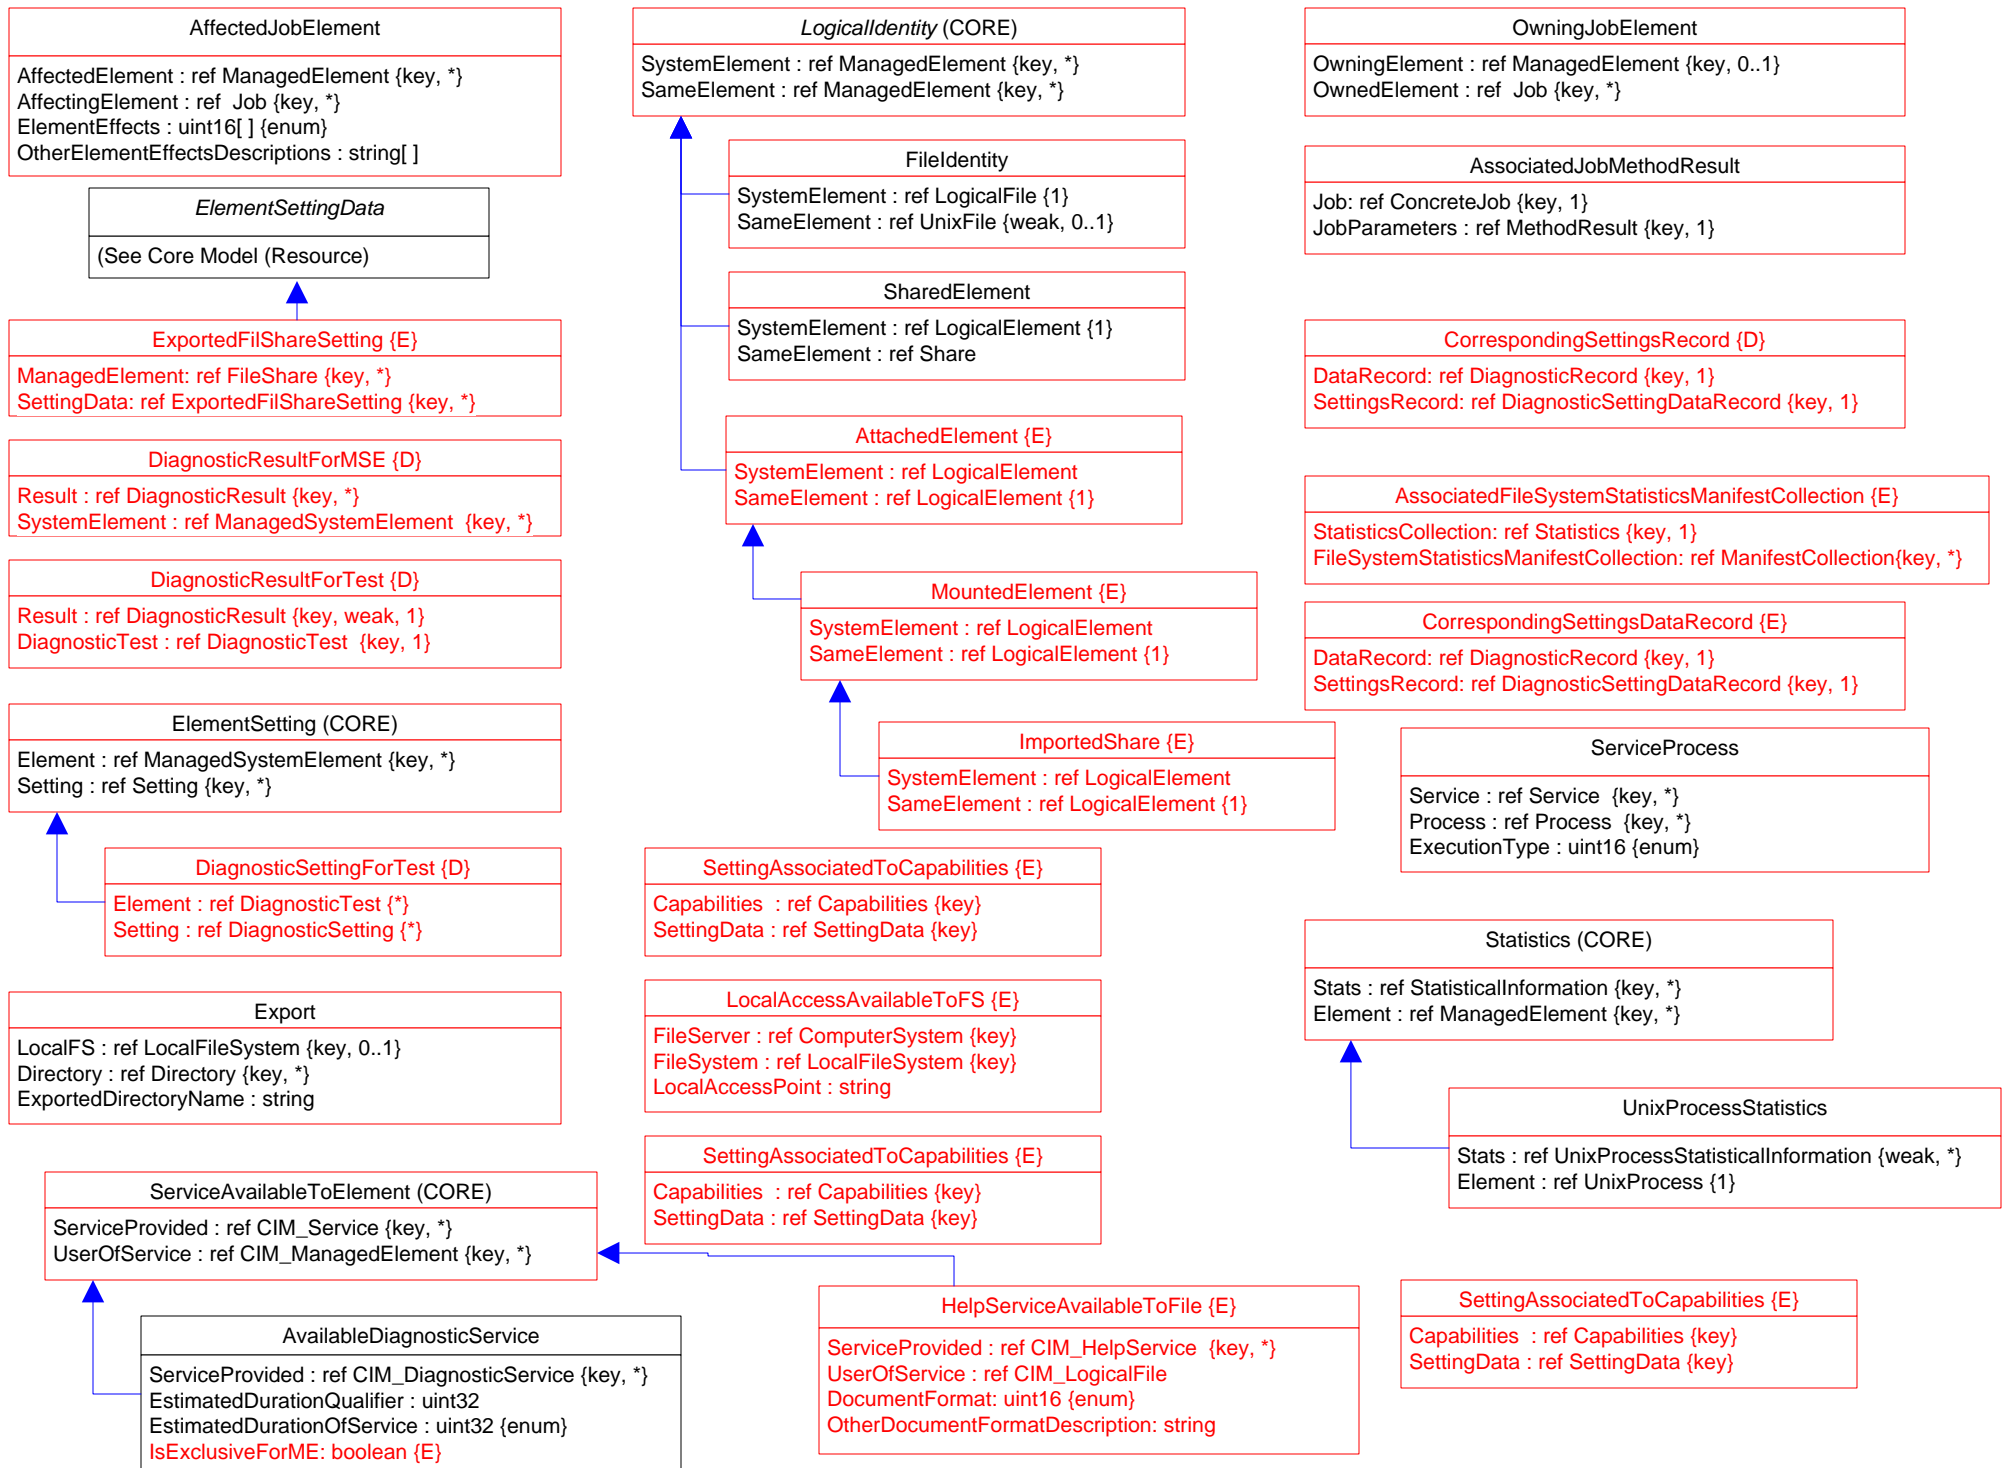 AffectedJobElement
AffectedElement : ref ManagedElement {key, *}
AffectingElement : ref  Job {key, *}
ElementEffects : uint16[ ] {enum}
OtherElementEffectsDescriptions : string[ ]
ElementSettingData
(See Core Model (Resource)
ExportedFilShareSetting {E}
ManagedElement: ref FileShare {key, *}
SettingData: ref ExportedFilShareSetting {key, *}
DiagnosticResultForMSE {D}
Result : ref DiagnosticResult {key, *}
SystemElement : ref ManagedSystemElement  {key, *}
DiagnosticResultForTest {D}
Result : ref DiagnosticResult {key, weak, 1}
DiagnosticTest : ref DiagnosticTest  {key, 1}
ElementSetting (CORE)
Element : ref ManagedSystemElement {key, *}
Setting : ref Setting {key, *}
DiagnosticSettingForTest {D}
Element : ref DiagnosticTest {*}
Setting : ref DiagnosticSetting {*}
Export
LocalFS : ref LocalFileSystem {key, 0..1}
Directory : ref Directory {key, *}
ExportedDirectoryName : string
ServiceAvailableToElement (CORE)
ServiceProvided : ref CIM_Service {key, *}
UserOfService : ref CIM_ManagedElement {key, *}
AvailableDiagnosticService
ServiceProvided : ref CIM_DiagnosticService {key, *}
EstimatedDurationQualifier : uint32
EstimatedDurationOfService : uint32 {enum}
IsExclusiveForME: boolean {E}
LogicalIdentity (CORE)
SystemElement : ref ManagedElement {key, *}
SameElement : ref ManagedElement {key, *}
FileIdentity
SystemElement : ref LogicalFile {1}
SameElement : ref UnixFile {weak, 0..1}
SharedElement
SystemElement : ref LogicalElement {1}
SameElement : ref Share
AttachedElement {E}
SystemElement : ref LogicalElement
SameElement : ref LogicalElement {1}
MountedElement {E}
SystemElement : ref LogicalElement
SameElement : ref LogicalElement {1}
ImportedShare {E}
SystemElement : ref LogicalElement
SameElement : ref LogicalElement {1}
SettingAssociatedToCapabilities {E}
Capabilities  : ref Capabilities {key}
SettingData : ref SettingData {key}
LocalAccessAvailableToFS {E}
FileServer : ref ComputerSystem {key}
FileSystem : ref LocalFileSystem {key}
LocalAccessPoint : string
SettingAssociatedToCapabilities {E}
Capabilities  : ref Capabilities {key}
SettingData : ref SettingData {key}
HelpServiceAvailableToFile {E}
ServiceProvided : ref CIM_HelpService  {key, *}
UserOfService : ref CIM_LogicalFile
DocumentFormat: uint16 {enum}
OtherDocumentFormatDescription: string
OwningJobElement
OwningElement : ref ManagedElement {key, 0..1}
OwnedElement : ref  Job {key, *}
AssociatedJobMethodResult
Job: ref ConcreteJob {key, 1}
JobParameters : ref MethodResult {key, 1}
CorrespondingSettingsRecord {D}
DataRecord: ref DiagnosticRecord {key, 1}
SettingsRecord: ref DiagnosticSettingDataRecord {key, 1}
AssociatedFileSystemStatisticsManifestCollection {E}
StatisticsCollection: ref Statistics {key, 1}
FileSystemStatisticsManifestCollection: ref ManifestCollection{key, *}
CorrespondingSettingsDataRecord {E}
DataRecord: ref DiagnosticRecord {key, 1}
SettingsRecord: ref DiagnosticSettingDataRecord {key, 1}
ServiceProcess
Service : ref Service  {key, *}
Process : ref Process  {key, *}
ExecutionType : uint16 {enum}
Statistics (CORE)
Stats : ref StatisticalInformation {key, *}
Element : ref ManagedElement {key, *}
UnixProcessStatistics
Stats : ref UnixProcessStatisticalInformation {weak, *}
Element : ref UnixProcess {1}
SettingAssociatedToCapabilities {E}
Capabilities  : ref Capabilities {key}
SettingData : ref SettingData {key}